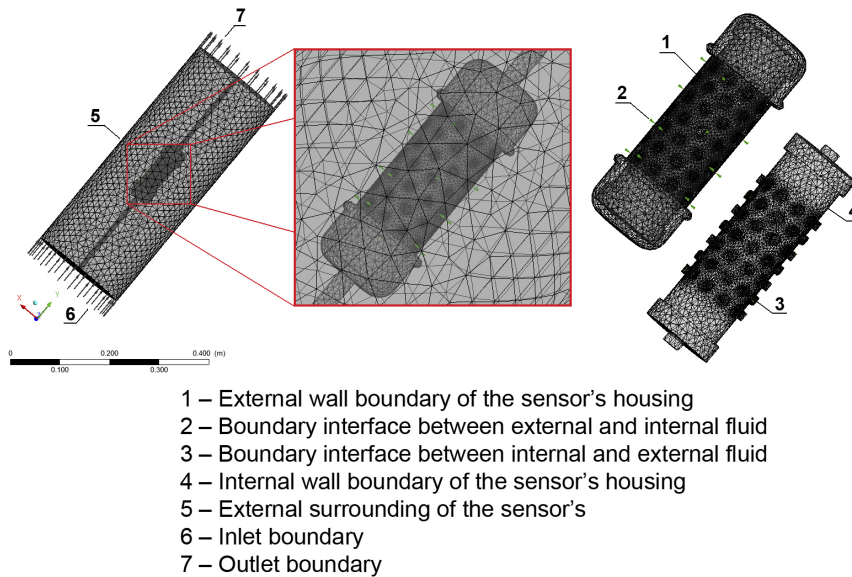 7
1
5
2
4
X
Y
Z
6
3
0 0.200 0.400 (m)
0.100 0.300
1 – External wall boundary of the sensor’s housing
2 – Boundary interface between external and internal fluid
3 – Boundary interface between internal and external fluid
4 – Internal wall boundary of the sensor’s housing
5 – External surrounding of the sensor’s
6 – Inlet boundary
7 – Outlet boundary